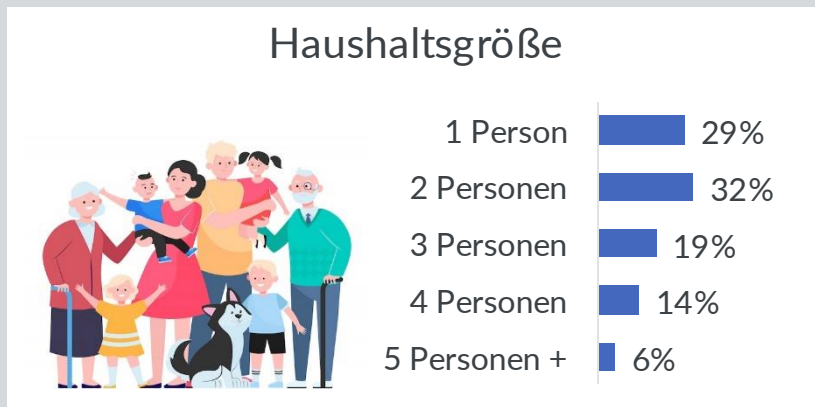 Haushaltsgröße
1 Person 29%
2 Personen 32%
3 Personen 19%
4 Personen 14%
5 Personen + 6%